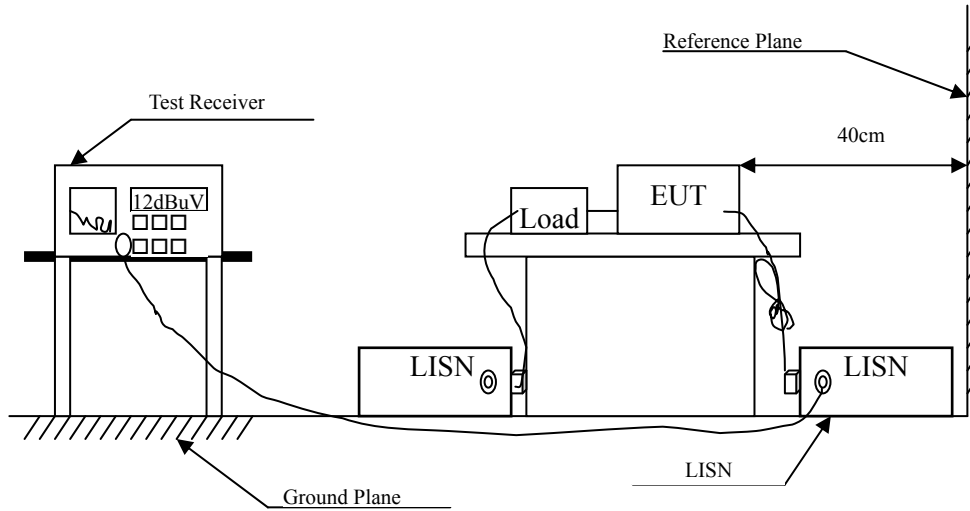 Reference Plane
Test Receiver
40cm
12dBuV
EUT
Load
LISN
LISN
LISN
Ground Plane